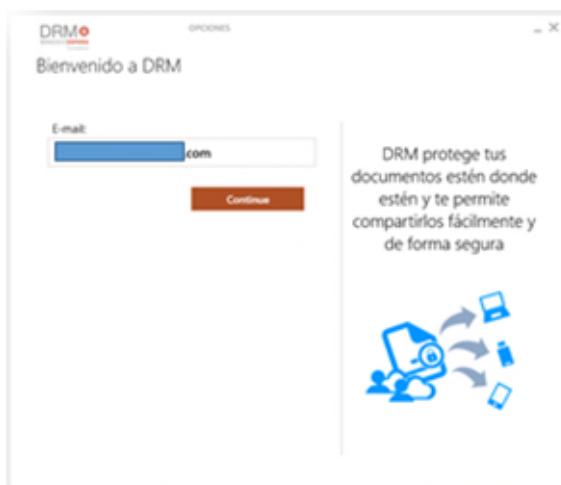 DRM
OPCIONES
Bienvenido a DRM
E-mail:
.com
Continue
DRM protege tus
documentos estén donde
estén y te permite
compartirlos fácilmente y
de forma segura